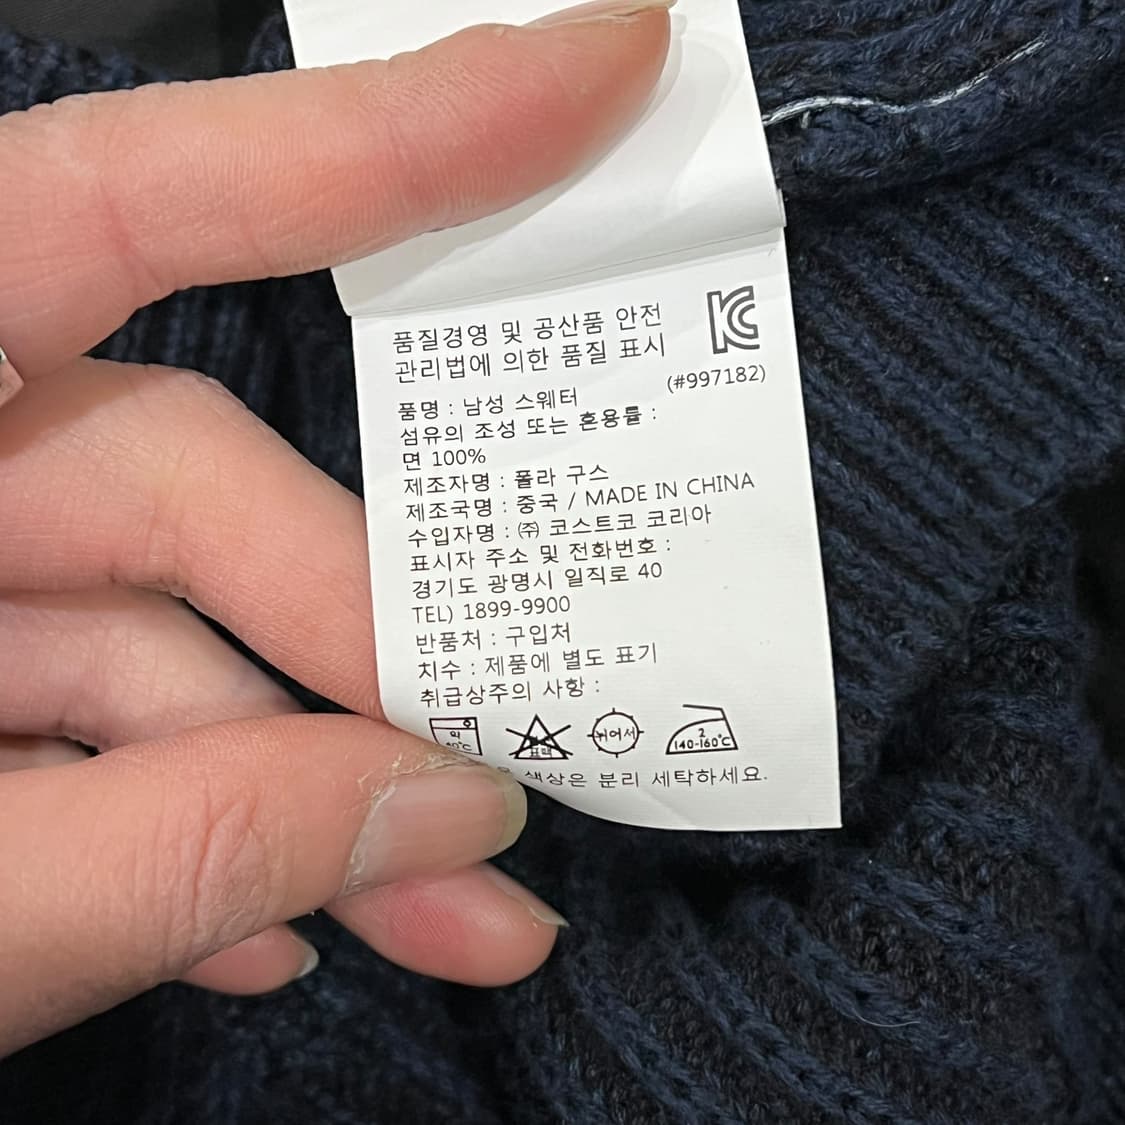 품질경영 및 공산품 안전
관리법에 의한 품질 표시
KC
(#997182)
품명 : 남성 스웨터
섬유의 조성 또는 혼용률 :
면 100%
제조자명 : 폴라 구스
제조국명 : 중국 / MADE IN CHINA
수입자명 : ㈜ 코스트코 코리아
표시자 주소 및 전화번호 :
경기도 광명시 일직로 40
TEL) 1899-9900
반품처 : 구입처
치수 : 제품에 별도 표기
취급상주의 사항 :
약
표백
뉘어서
2
140-160℃
색상은 분리 세탁하세요.